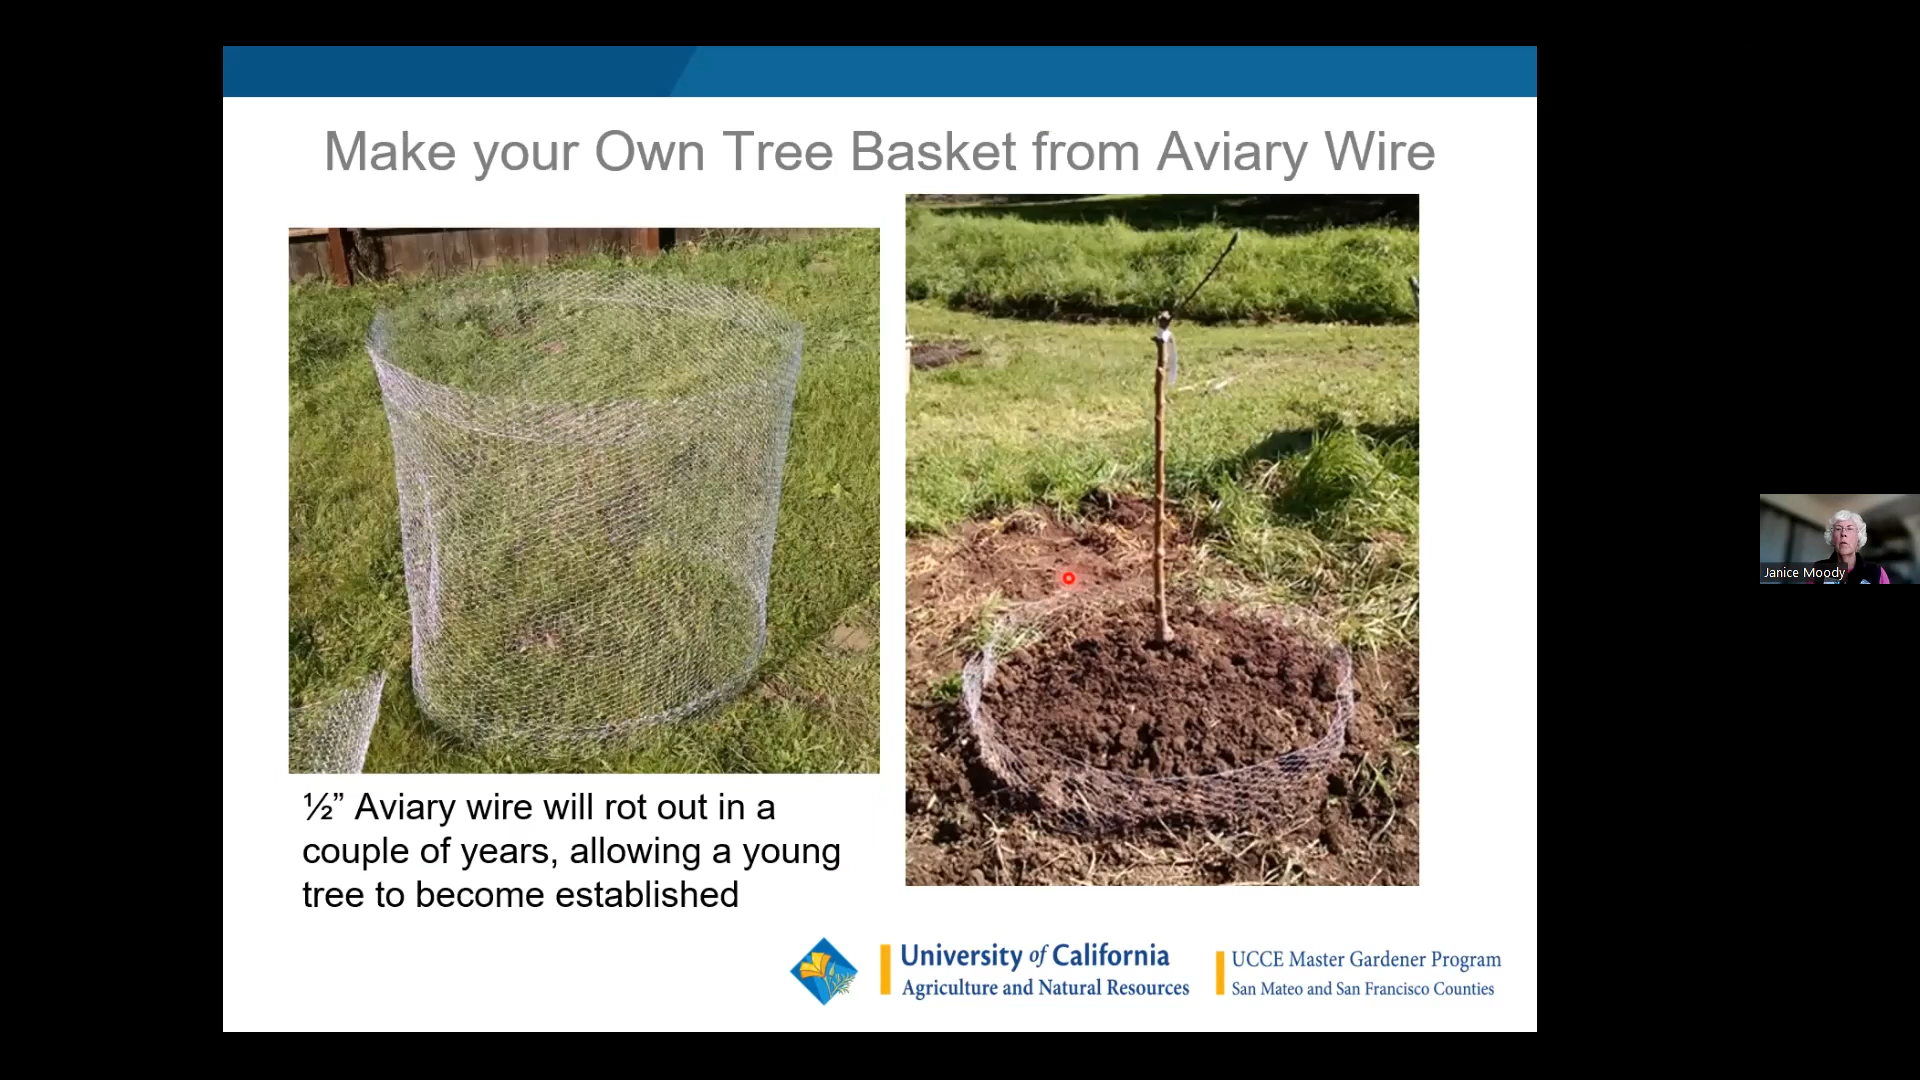 Make your Own Tree Basket from Aviary Wire
½” Aviary wire will rot out in a
couple of years, allowing a young
tree to become established
University of California
Agriculture and Natural Resources
UCCE Master Gardener Program
San Mateo and San Francisco Counties
Janice Moody